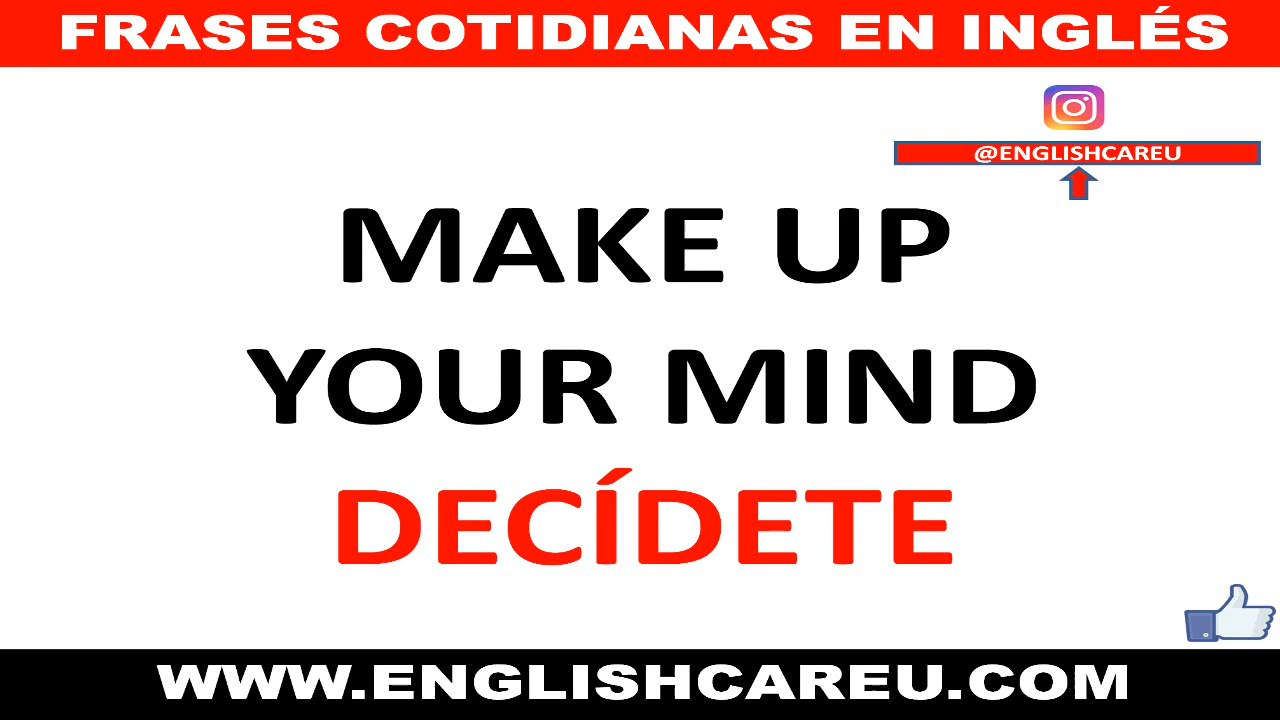 FRASES COTIDIANAS EN INGLÉS
@ENGLISHCAREU
MAKE UP
YOUR MIND
DECÍDETE
WWW.ENGLISHCAREU.COM